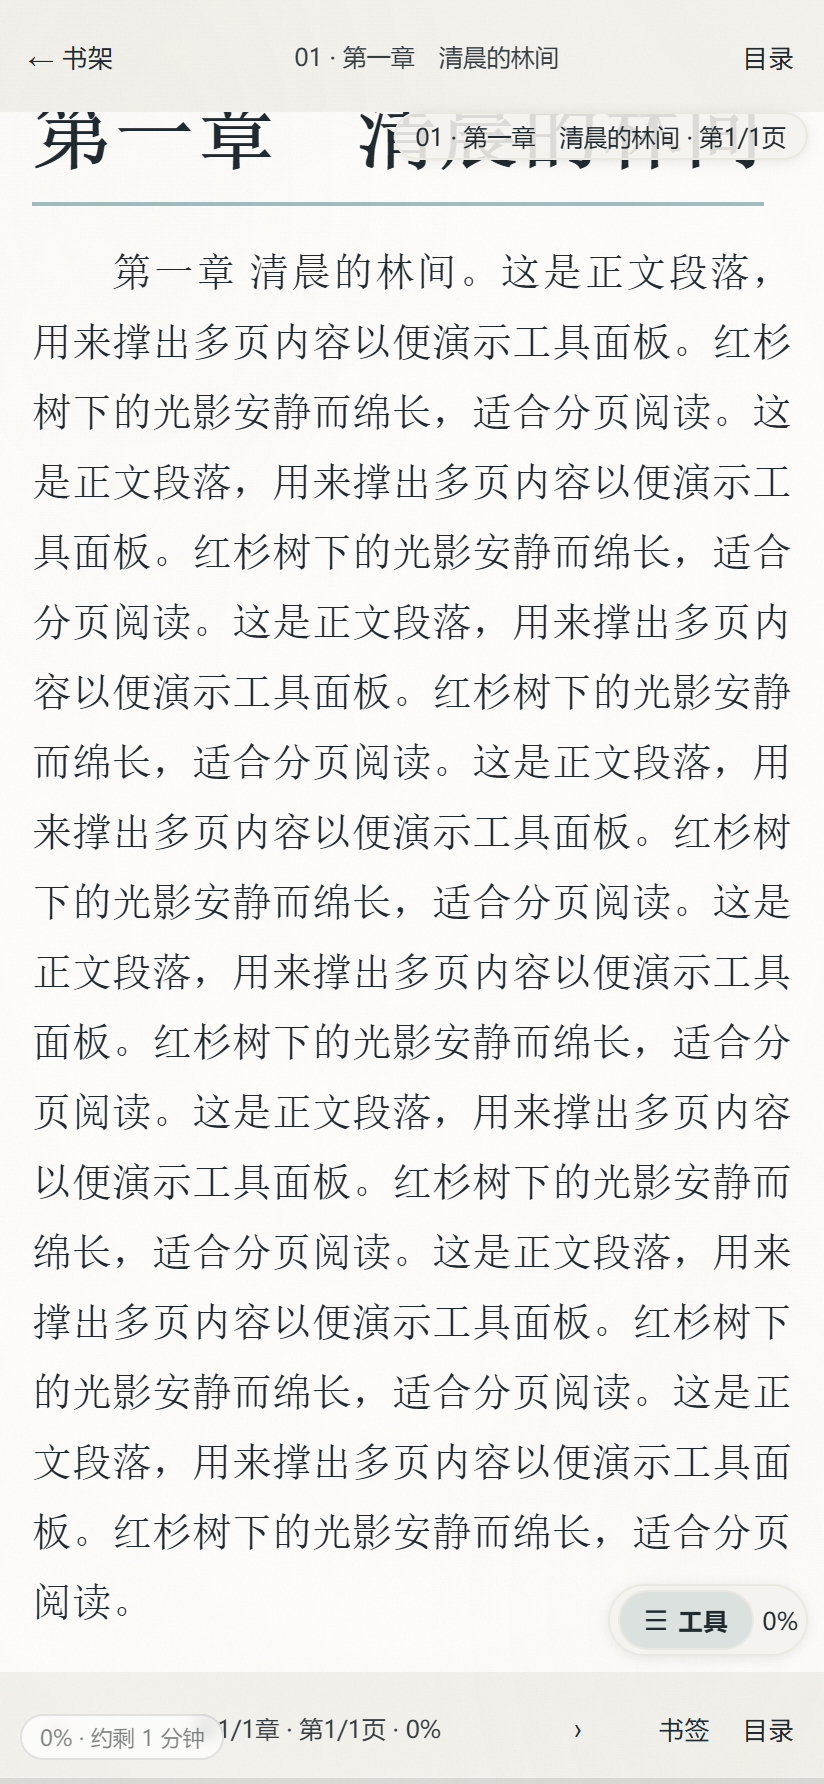 ← 书架
01 · 第一章　清晨的林间
目录
第一章　清晨的林间
01 · 第一章　清晨的林间 · 第1/1页
第一章 清晨的林间。这是正文段落，
用来撑出多页内容以便演示工具面板。红杉
树下的光影安静而绵长，适合分页阅读。这
是正文段落，用来撑出多页内容以便演示工
具面板。红杉树下的光影安静而绵长，适合
分页阅读。这是正文段落，用来撑出多页内
容以便演示工具面板。红杉树下的光影安静
而绵长，适合分页阅读。这是正文段落，用
来撑出多页内容以便演示工具面板。红杉树
下的光影安静而绵长，适合分页阅读。这是
正文段落，用来撑出多页内容以便演示工具
面板。红杉树下的光影安静而绵长，适合分
页阅读。这是正文段落，用来撑出多页内容
以便演示工具面板。红杉树下的光影安静而
绵长，适合分页阅读。这是正文段落，用来
撑出多页内容以便演示工具面板。红杉树下
的光影安静而绵长，适合分页阅读。这是正
文段落，用来撑出多页内容以便演示工具面
板。红杉树下的光影安静而绵长，适合分页
阅读。
☰ 工具 0%
0% · 约剩 1 分钟
1/1章 · 第1/1页 · 0%
›
书签
目录